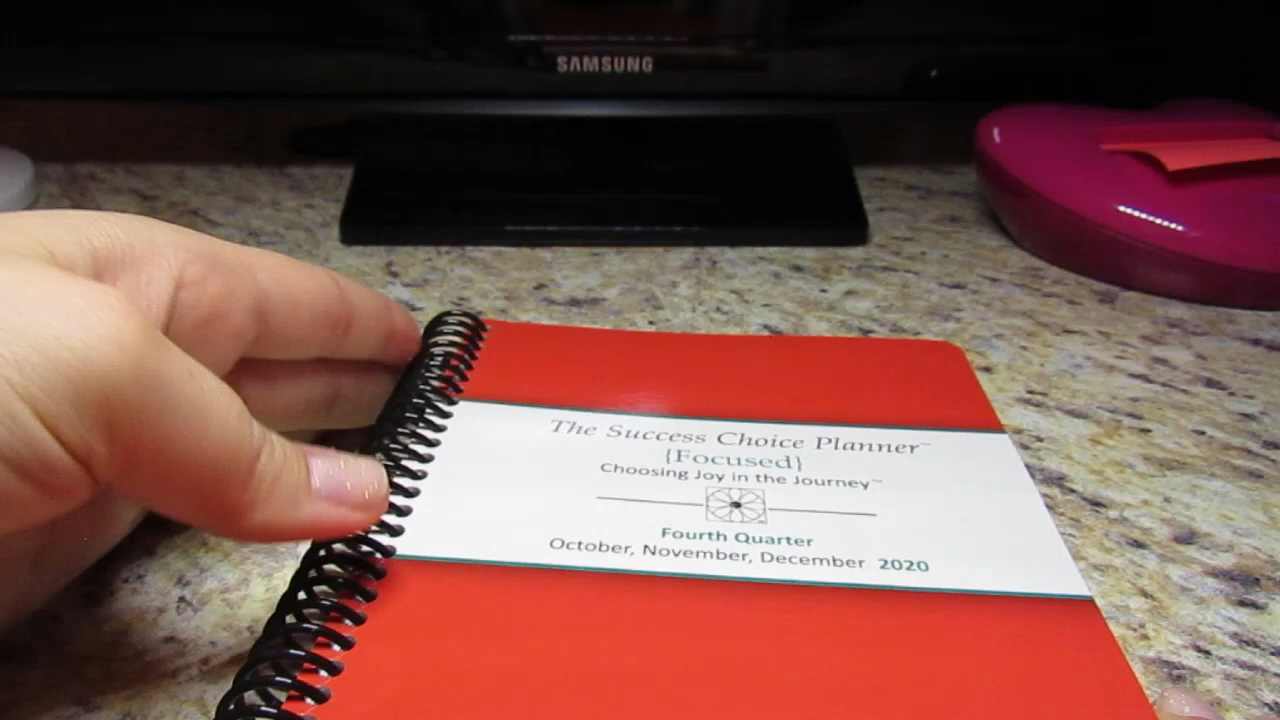 SAMSUNG
The Success Choice Planner™
{Focused}
Choosing Joy in the Journey™
Fourth Quarter
October, November, December 2020